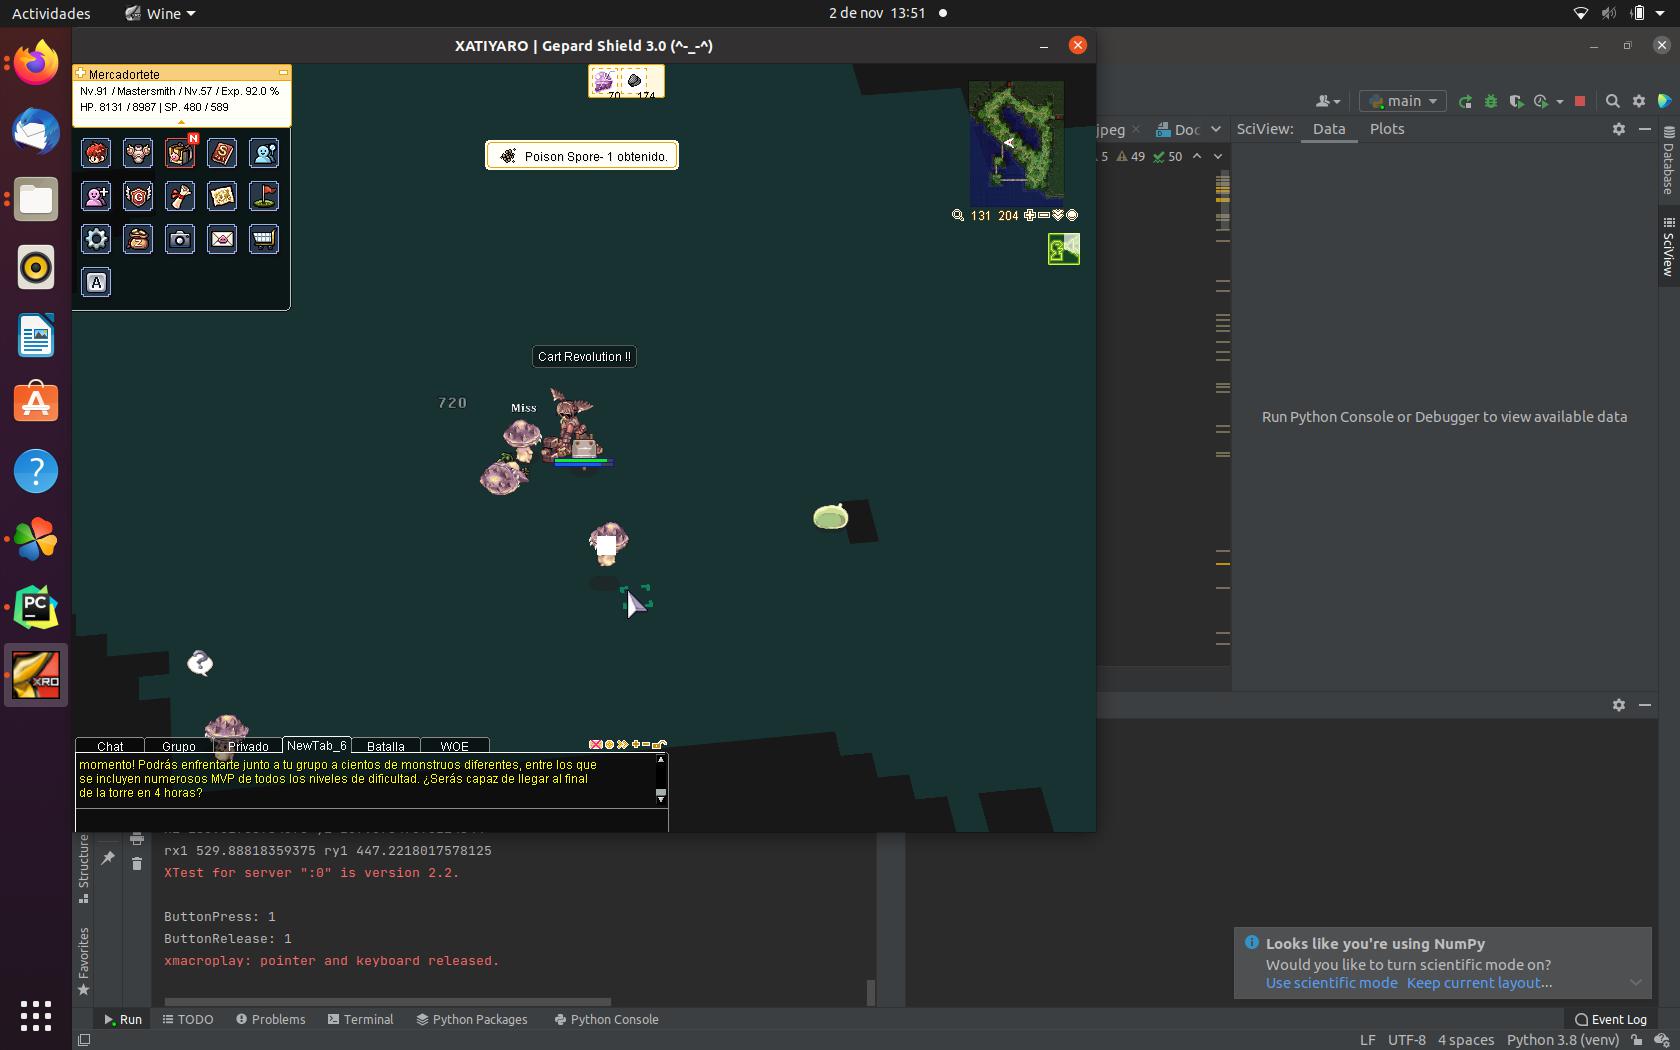 Actividades
Wine
2 de nov 13:51
XATIYARO | Gepard Shield 3.0 (^-_-^)
Mercadortete
Nv.91 / Mastersmith / Nv.57 / Exp. 92.0 %
HP. 8131 / 8987 | SP. 480 / 589
N
A
70 174
Poison Spore- 1 obtenido.
131 204
Cart Revolution !!
720
Miss
Chat
Grupo
Privado
NewTab_6
Batalla
WOE
momento! Podrás enfrentarte junto a tu grupo a cientos de monstruos diferentes, entre los que
se incluyen numerosos MVP de todos los niveles de dificultad. ¿Serás capaz de llegar al final
de la torre en 4 horas?
main
jpeg
Doc
SciView:
Data
Plots
5 49 50
Database
SciView
Run Python Console or Debugger to view available data
PC
XRO
Structure
Favorites
rx1 529.88818359375 ry1 447.2218017578125
XTest for server ":0" is version 2.2.
ButtonPress: 1
ButtonRelease: 1
xmacroplay: pointer and keyboard released.
Looks like you're using NumPy
Would you like to turn scientific mode on?
Use scientific mode Keep current layout...
Run
TODO
Problems
Terminal
Python Packages
Python Console
Event Log
LF UTF-8 4 spaces Python 3.8 (venv)